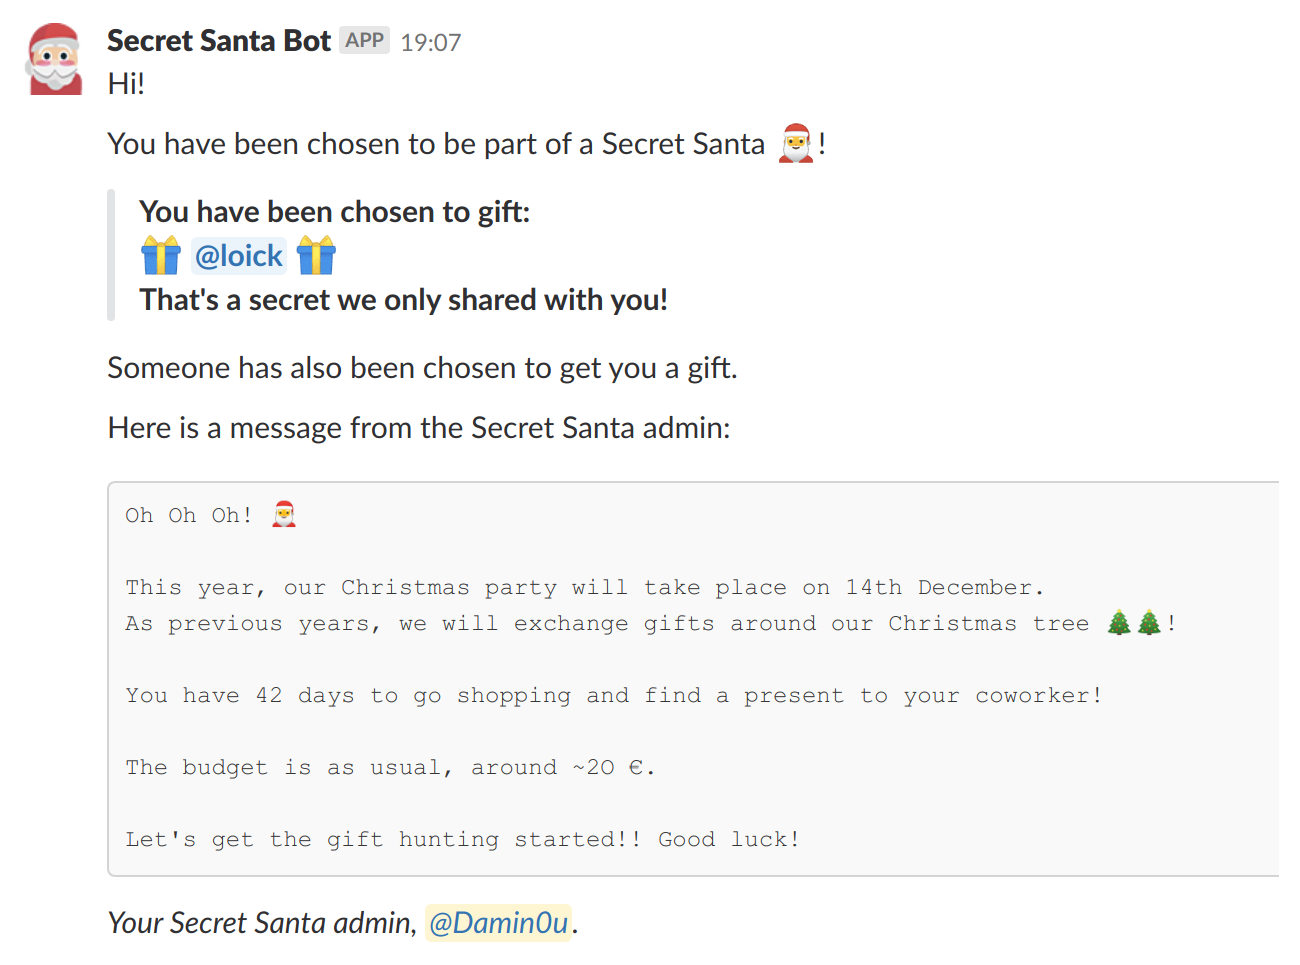 Secret Santa Bot APP 19:07
Hi!
You have been chosen to be part of a Secret Santa 🎅!
You have been chosen to gift:
🎁 @loick 🎁
That's a secret we only shared with you!
Someone has also been chosen to get you a gift.
Here is a message from the Secret Santa admin:
Oh Oh Oh! 🎅
This year, our Christmas party will take place on 14th December.
As previous years, we will exchange gifts around our Christmas tree 🎄🎄!
You have 42 days to go shopping and find a present to your coworker!
The budget is as usual, around ~20 €.
Let's get the gift hunting started!! Good luck!
Your Secret Santa admin, @Damin0u.